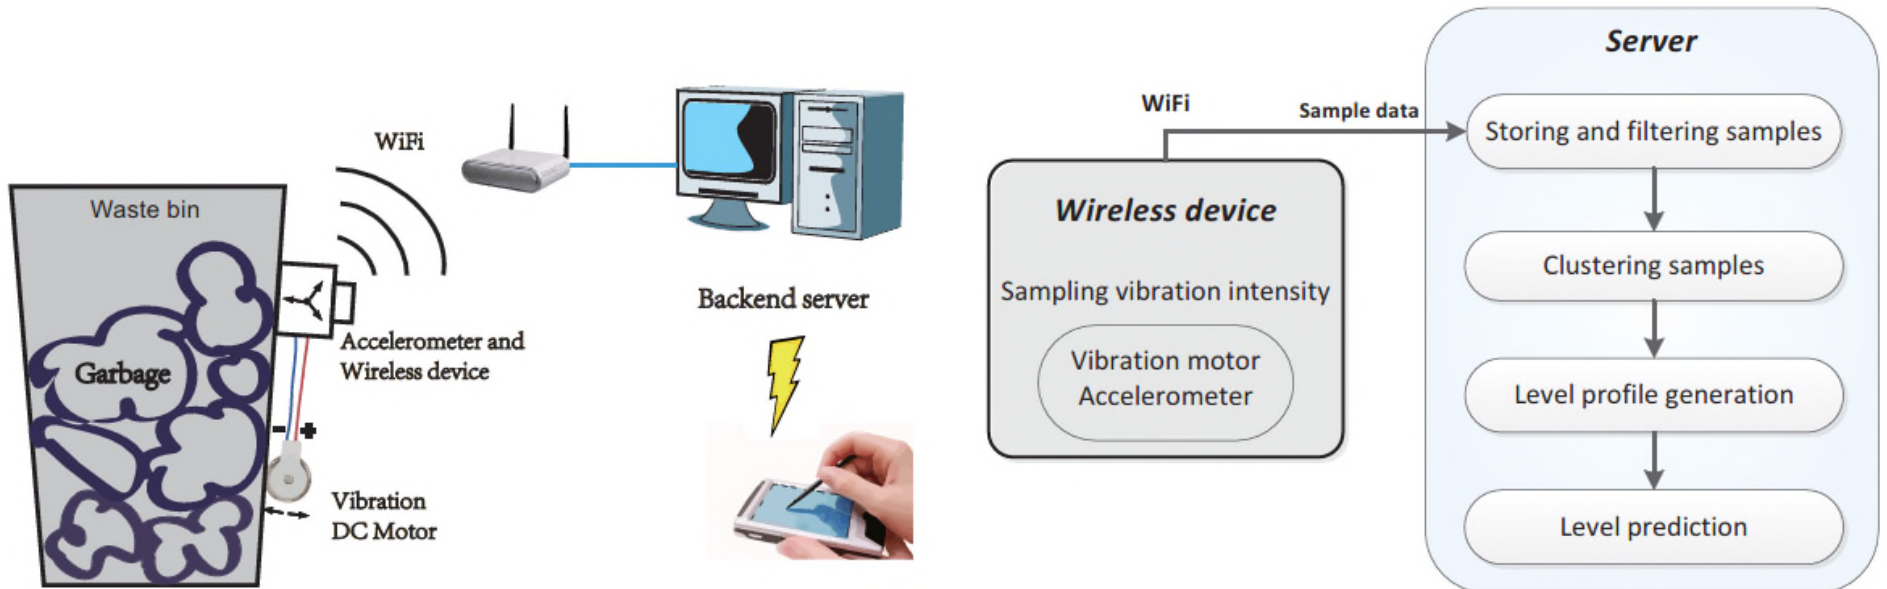 WiFi
Waste bin
Garbage
Accelerometer and
Wireless device
- +
Vibration
DC Motor
Backend server
WiFi
Sample data
Wireless device
Sampling vibration intensity
Vibration motor
Accelerometer
Server
Storing and filtering samples
Clustering samples
Level profile generation
Level prediction